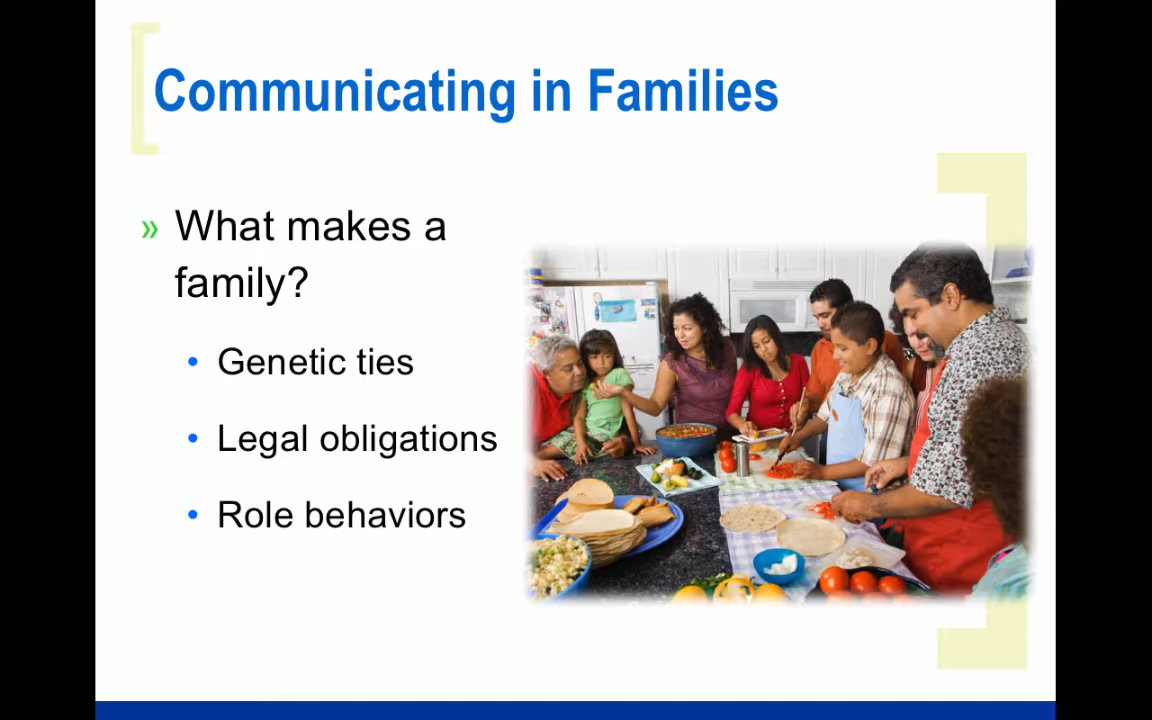 Communicating in Families
» What makes a
family?
• Genetic ties
• Legal obligations
• Role behaviors